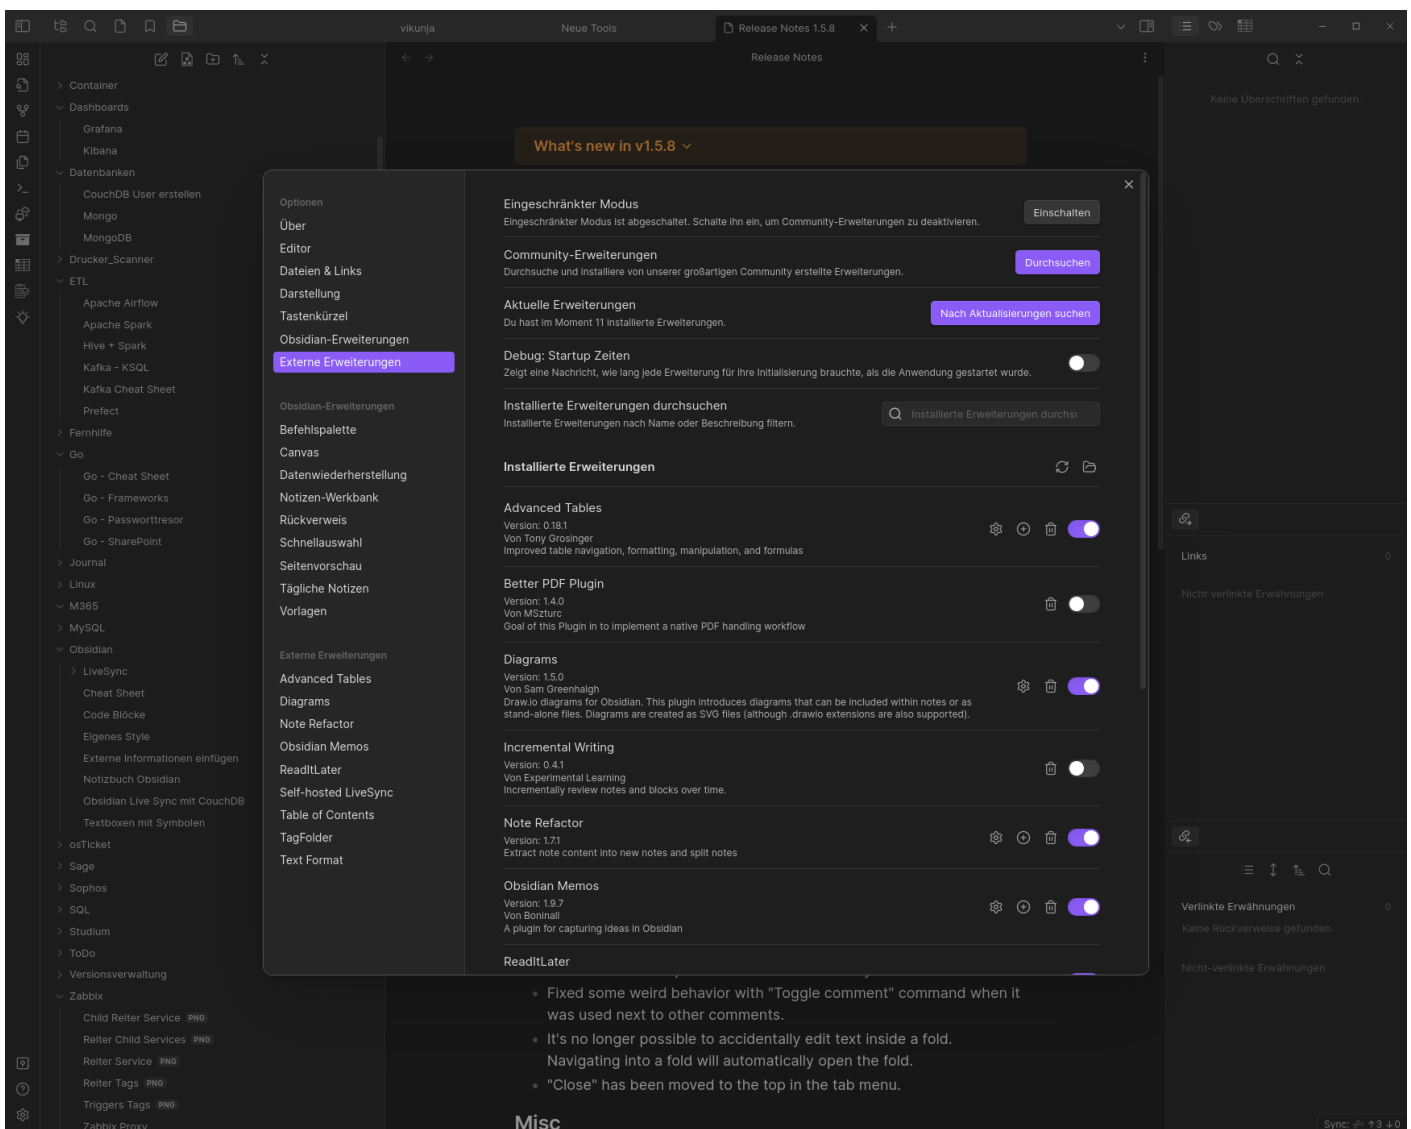 vikunja
Neue Tools
Release Notes 1.5.8
Release Notes
Container
Dashboards
Grafana
Kibana
Datenbanken
CouchDB User erstellen
Mongo
MongoDB
Drucker_Scanner
ETL
Apache Airflow
Apache Spark
Hive + Spark
Kafka - KSQL
Kafka Cheat Sheet
Prefect
Fernhilfe
Go
Go - Cheat Sheet
Go - Frameworks
Go - Passworttresor
Go - SharePoint
Journal
Linux
M365
MySQL
Obsidian
LiveSync
Cheat Sheet
Code Blöcke
Eigenes Style
Externe Informationen einfügen
Notizbuch Obsidian
Obsidian Live Sync mit CouchDB
Textboxen mit Symbolen
osTicket
Sage
Sophos
SQL
Studium
ToDo
Versionsverwaltung
Zabbix
Child Reiter Service PNG
Reiter Child Services PNG
Reiter Service PNG
Reiter Tags PNG
Triggers Tags PNG
Zabbix Proxy
What's new in v1.5.8
Optionen
Über
Editor
Dateien & Links
Darstellung
Tastenkürzel
Obsidian-Erweiterungen
Externe Erweiterungen
Obsidian-Erweiterungen
Befehlspalette
Canvas
Datenwiederherstellung
Notizen-Werkbank
Rückverweis
Schnellauswahl
Seitenvorschau
Tägliche Notizen
Vorlagen
Externe Erweiterungen
Advanced Tables
Diagrams
Note Refactor
Obsidian Memos
ReadItLater
Self-hosted LiveSync
Table of Contents
TagFolder
Text Format
Eingeschränkter Modus
Eingeschränkter Modus ist abgeschaltet. Schalte ihn ein, um Community-Erweiterungen zu deaktivieren.
Einschalten
Community-Erweiterungen
Durchsuche und installiere von unserer großartigen Community erstellte Erweiterungen.
Durchsuchen
Aktuelle Erweiterungen
Du hast im Moment 11 installierte Erweiterungen.
Nach Aktualisierungen suchen
Debug: Startup Zeiten
Zeigt eine Nachricht, wie lang jede Erweiterung für ihre Initialisierung brauchte, als die Anwendung gestartet wurde.
Installierte Erweiterungen durchsuchen
Installierte Erweiterungen nach Name oder Beschreibung filtern.
Installierte Erweiterungen durchsu
Installierte Erweiterungen
Advanced Tables
Version: 0.18.1
Von Tony Grosinger
Improved table navigation, formatting, manipulation, and formulas
Better PDF Plugin
Version: 1.4.0
Von MSzturc
Goal of this Plugin in to implement a native PDF handling workflow
Diagrams
Version: 1.5.0
Von Sam Greenhalgh
Draw.io diagrams for Obsidian. This plugin introduces diagrams that can be included within notes or as
stand-alone files. Diagrams are created as SVG files (although .drawio extensions are also supported).
Incremental Writing
Version: 0.4.1
Von Experimental Learning
Incrementally review notes and blocks over time.
Note Refactor
Version: 1.7.1
Extract note content into new notes and split notes
Obsidian Memos
Version: 1.9.7
Von Boninall
A plugin for capturing ideas in Obsidian
ReadItLater
Fixed some weird behavior with "Toggle comment" command when it
was used next to other comments.
It's no longer possible to accidentally edit text inside a fold.
Navigating into a fold will automatically open the fold.
"Close" has been moved to the top in the tab menu.
Misc
Keine Überschriften gefunden.
Links 0
Nicht verlinkte Erwähnungen
Verlinkte Erwähnungen 0
Keine Rückverweise gefunden.
Nicht-verlinkte Erwähnungen
Sync: ↑3 ↓0